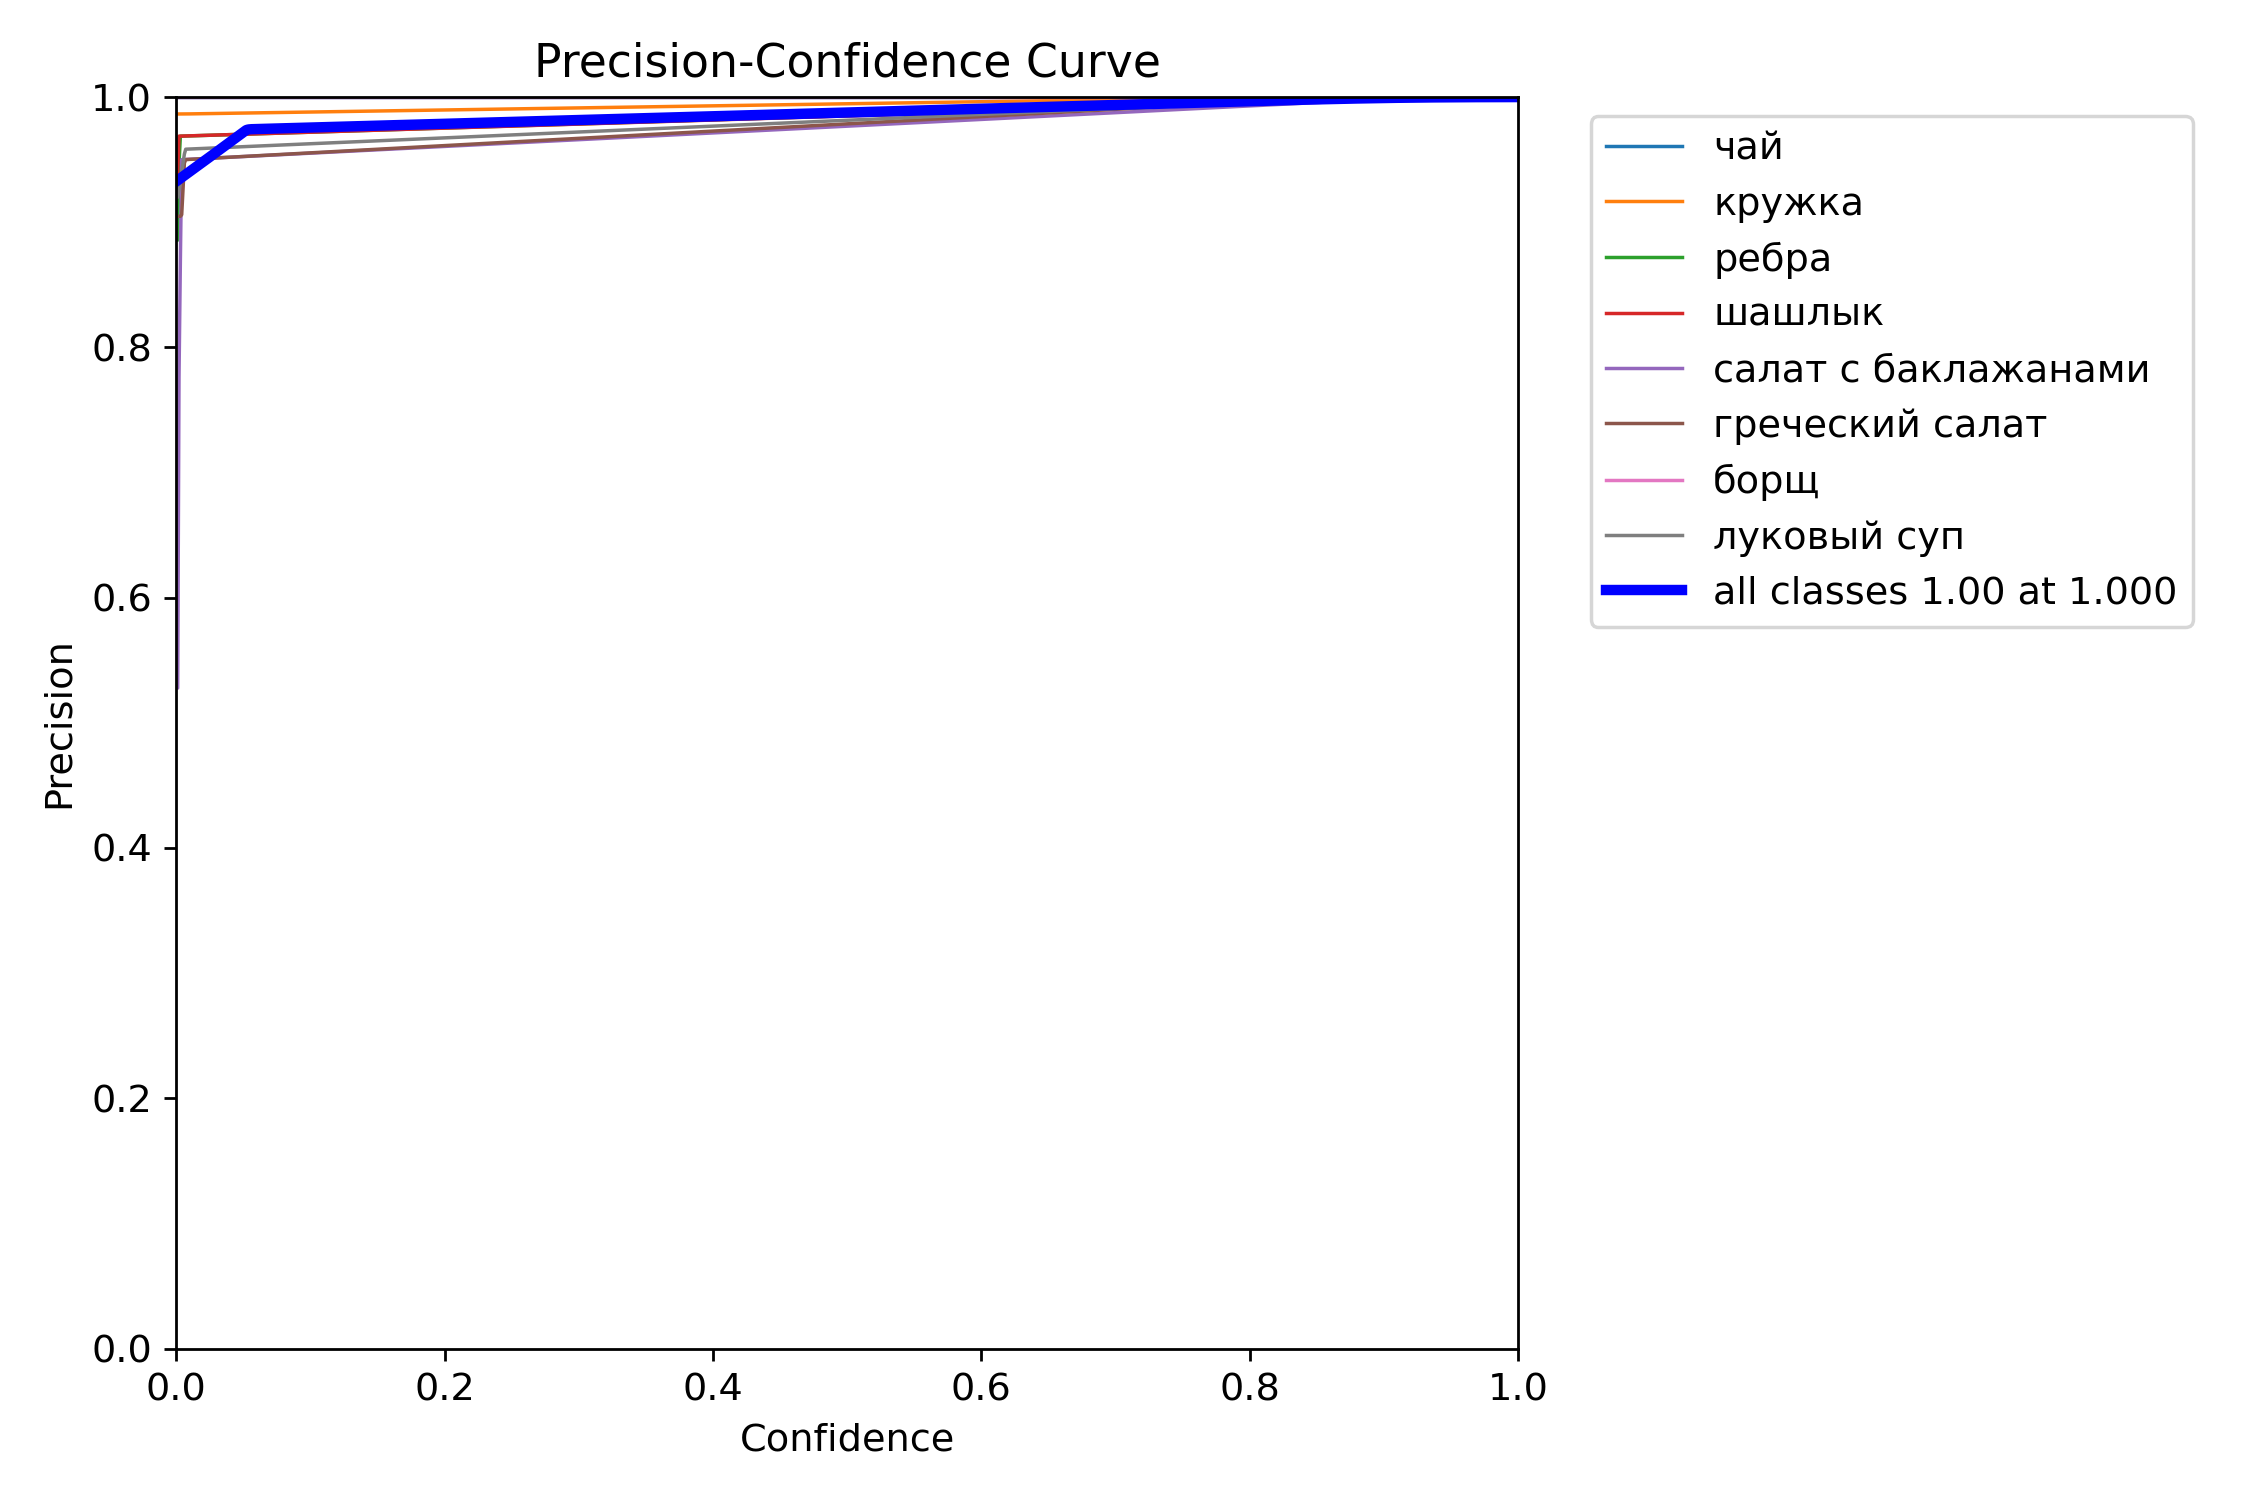 Precision-Confidence Curve
1.0
0.8
0.6
0.4
0.2
0.0
Precision
0.0 0.2 0.4 0.6 0.8 1.0
Confidence
чай
кружка
ребра
шашлык
салат с баклажанами
греческий салат
борщ
луковый суп
all classes 1.00 at 1.000